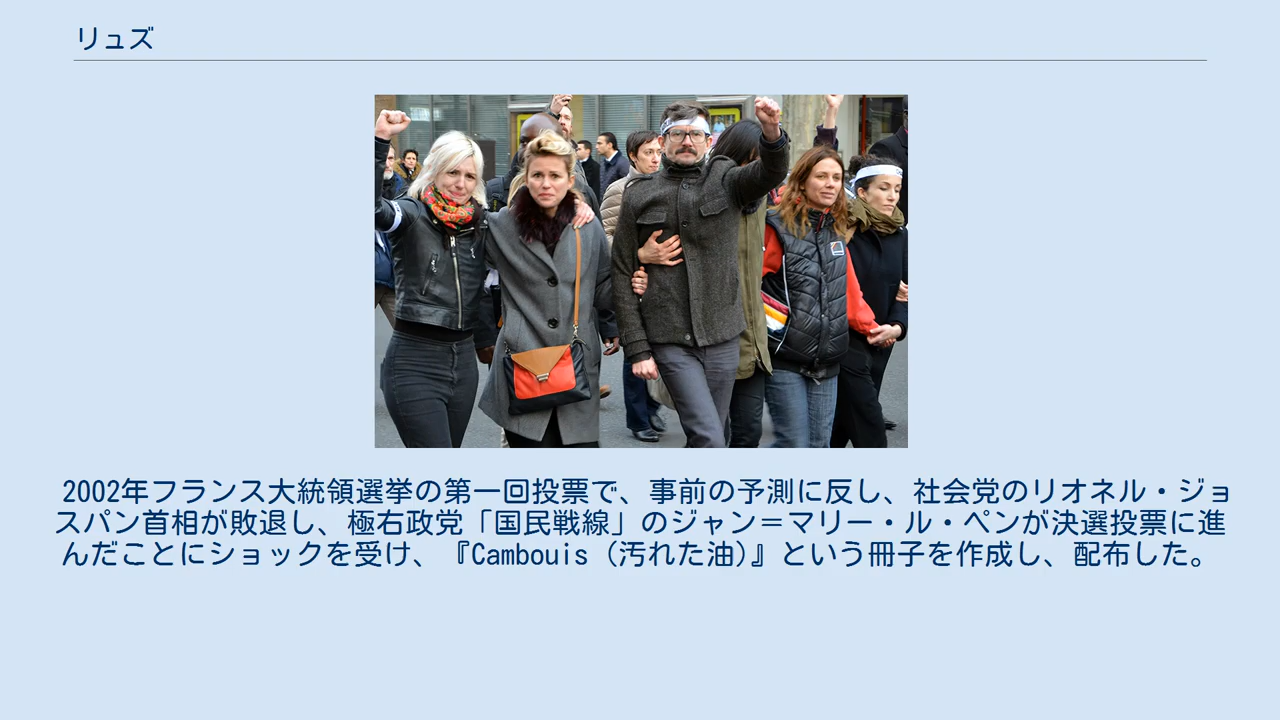 リュズ
2002年フランス大統領選挙の第一回投票で、事前の予測に反し、社会党のリオネル・ジョ
スパン首相が敗退し、極右政党「国民戦線」のジャン＝マリー・ル・ペンが決選投票に進
んだことにショックを受け、『Cambouis (汚れた油)』という冊子を作成し、配布した。